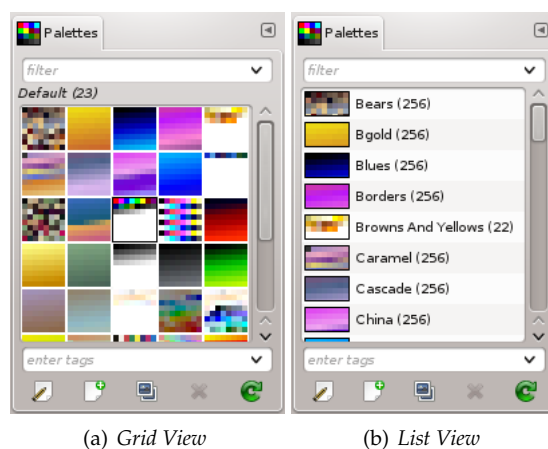 Palettes
filter
Default (23)
enter tags
(a) Grid View
Palettes
filter
Bears (256)
Bgold (256)
Blues (256)
Borders (256)
Browns And Yellows (22)
Caramel (256)
Cascade (256)
China (256)
enter tags
(b) List View